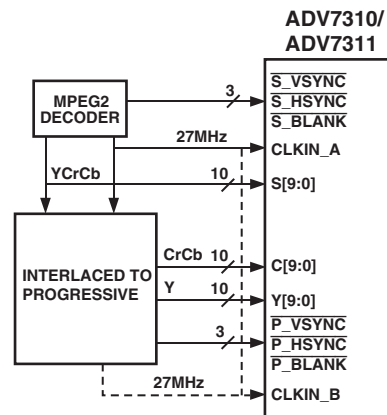 ADV7310/
ADV7311
MPEG2
DECODER
3
S_VSYNC
S_HSYNC
S_BLANK
27MHz
CLKIN_A
YCrCb
10
S[9:0]
INTERLACED TO
PROGRESSIVE
CrCb
10
C[9:0]
Y
10
Y[9:0]
3
P_VSYNC
P_HSYNC
P_BLANK
27MHz
CLKIN_B